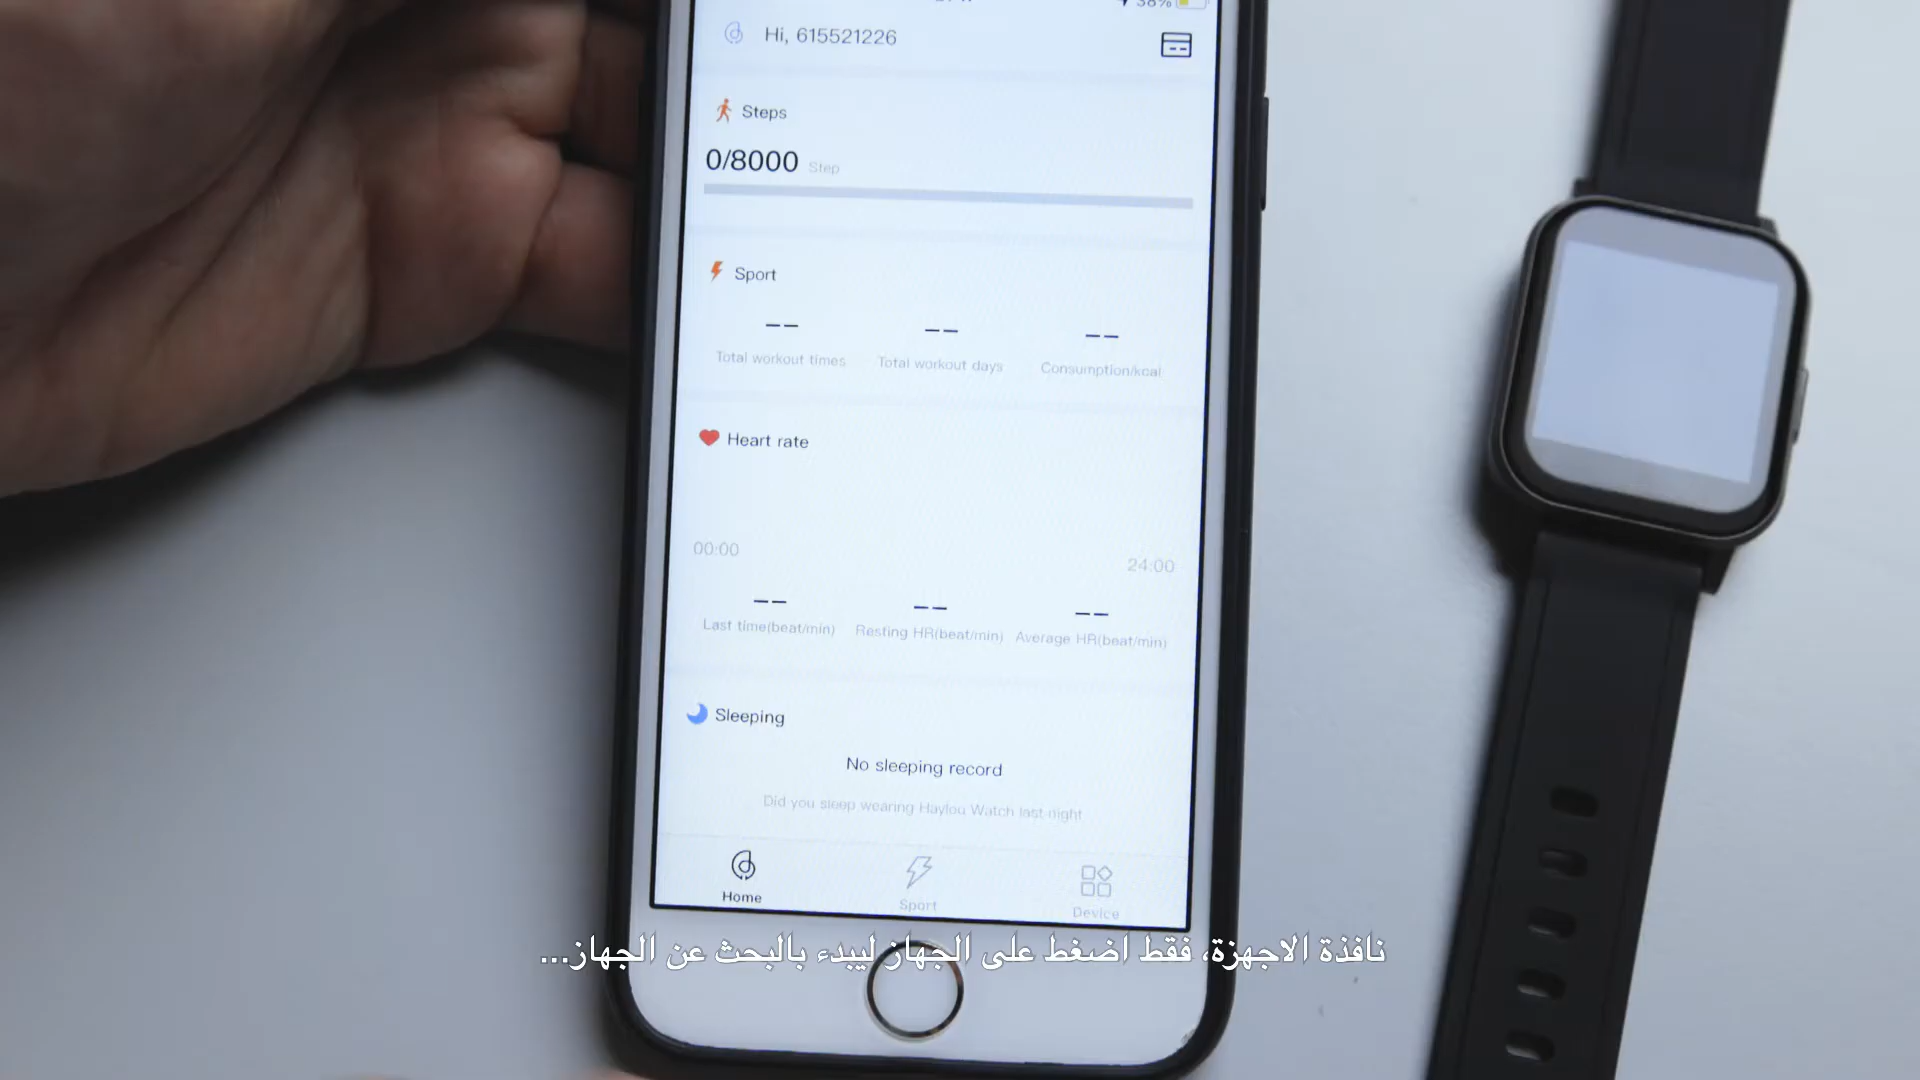 38%
Hi, 615521226
Steps
0/8000 Step
Sport
-- -- --
Total workout times Total workout days Consumption/kcal
Heart rate
00:00 24:00
-- -- --
Last time(beat/min) Resting HR(beat/min) Average HR(beat/min)
Sleeping
No sleeping record
Did you sleep wearing Haylou Watch last night
Home Sport Device
نافذة الاجهزة، فقط اضغط على الجهاز ليبدء بالبحث عن الجهاز...